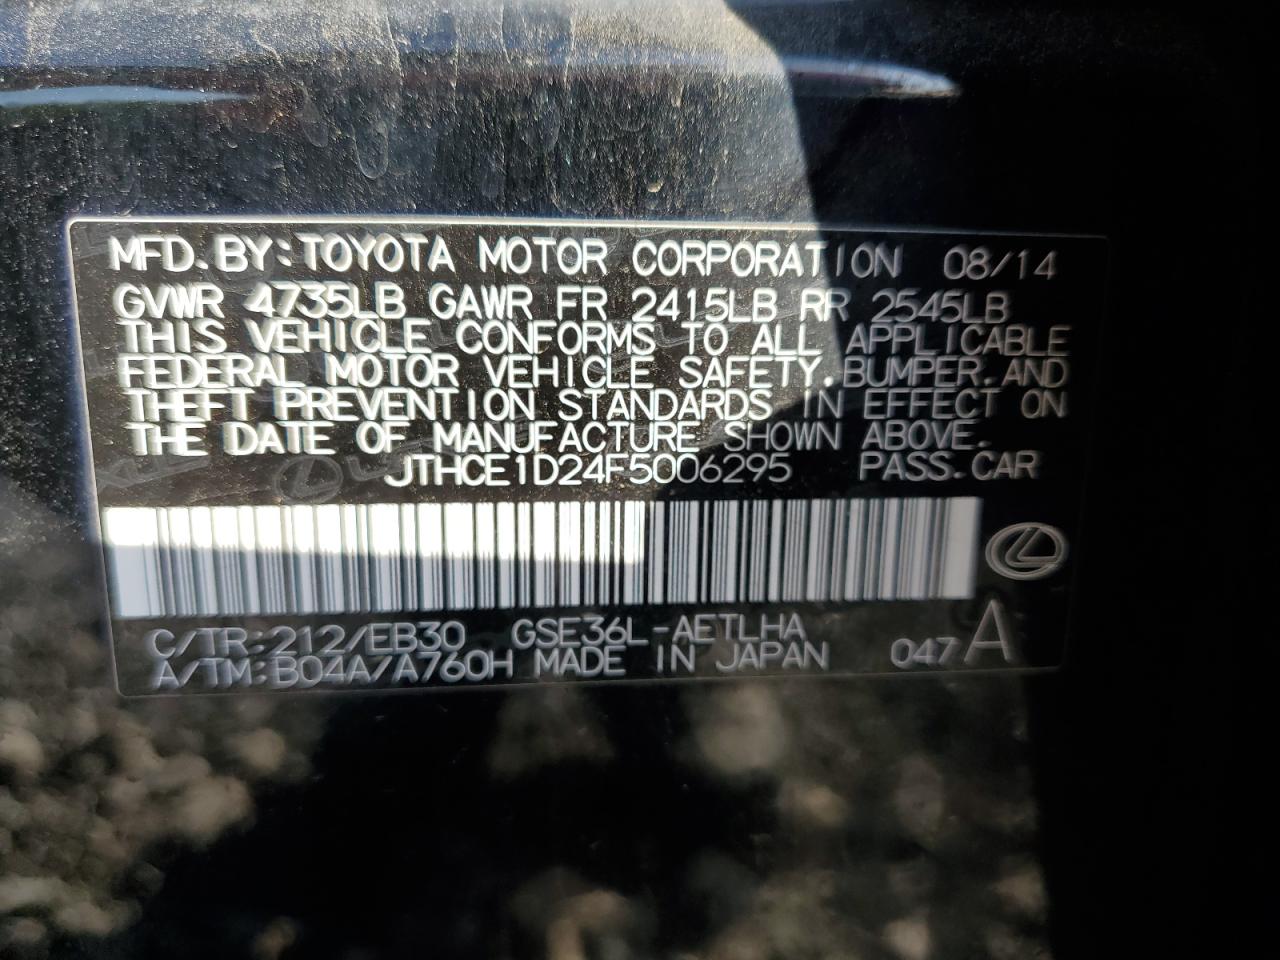 MFD. BY: TOYOTA MOTOR CORPORATION 08/14
GVWR 4735LB GAWR FR 2415LB RR 2545LB
THIS VEHICLE CONFORMS TO ALL APPLICABLE
FEDERAL MOTOR VEHICLE SAFETY, BUMPER, AND
THEFT PREVENTION STANDARDS IN EFFECT ON
THE DATE OF MANUFACTURE SHOWN ABOVE.
JTHCE1D24F5006295 PASS. CAR
C/TR:212/EB30 GSE36L-AETLHA
A/TM:B04A/A760H MADE IN JAPAN 047 A